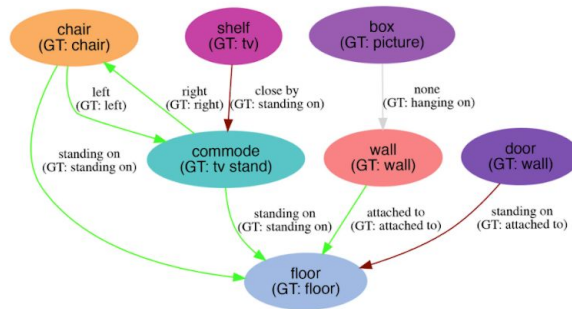 chair
(GT: chair)
shelf
(GT: tv)
box
(GT: picture)
left
(GT: left)
right
(GT: right)
close by
(GT: standing on)
none
(GT: hanging on)
standing on
(GT: standing on)
commode
(GT: tv stand)
wall
(GT: wall)
door
(GT: wall)
standing on
(GT: standing on)
attached to
(GT: attached to)
standing on
(GT: attached to)
floor
(GT: floor)